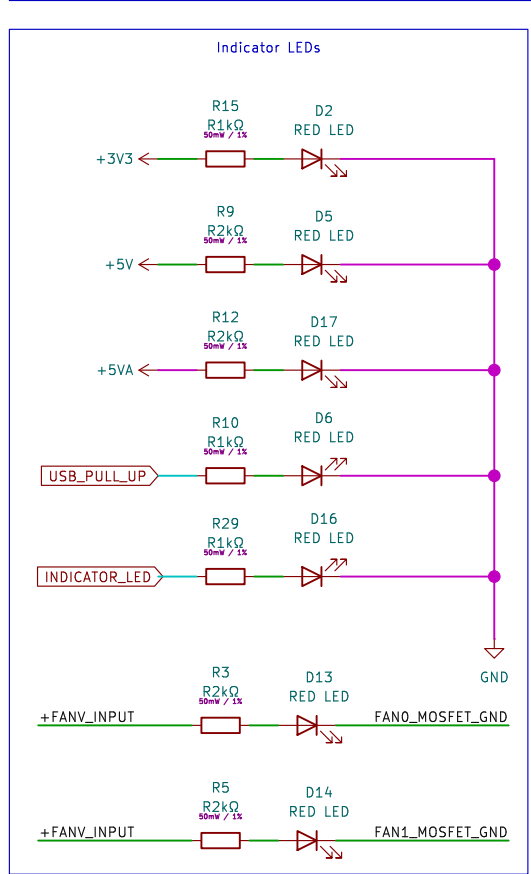 Indicator LEDs
R15
R1kΩ
50mW / 1%
D2
RED LED
+3V3
R9
R2kΩ
50mW / 1%
D5
RED LED
+5V
R12
R2kΩ
50mW / 1%
D17
RED LED
+5VA
R10
R1kΩ
50mW / 1%
D6
RED LED
USB_PULL_UP
R29
R1kΩ
50mW / 1%
D16
RED LED
INDICATOR_LED
GND
R3
R2kΩ
50mW / 1%
D13
RED LED
+FANV_INPUT
FAN0_MOSFET_GND
R5
R2kΩ
50mW / 1%
D14
RED LED
+FANV_INPUT
FAN1_MOSFET_GND